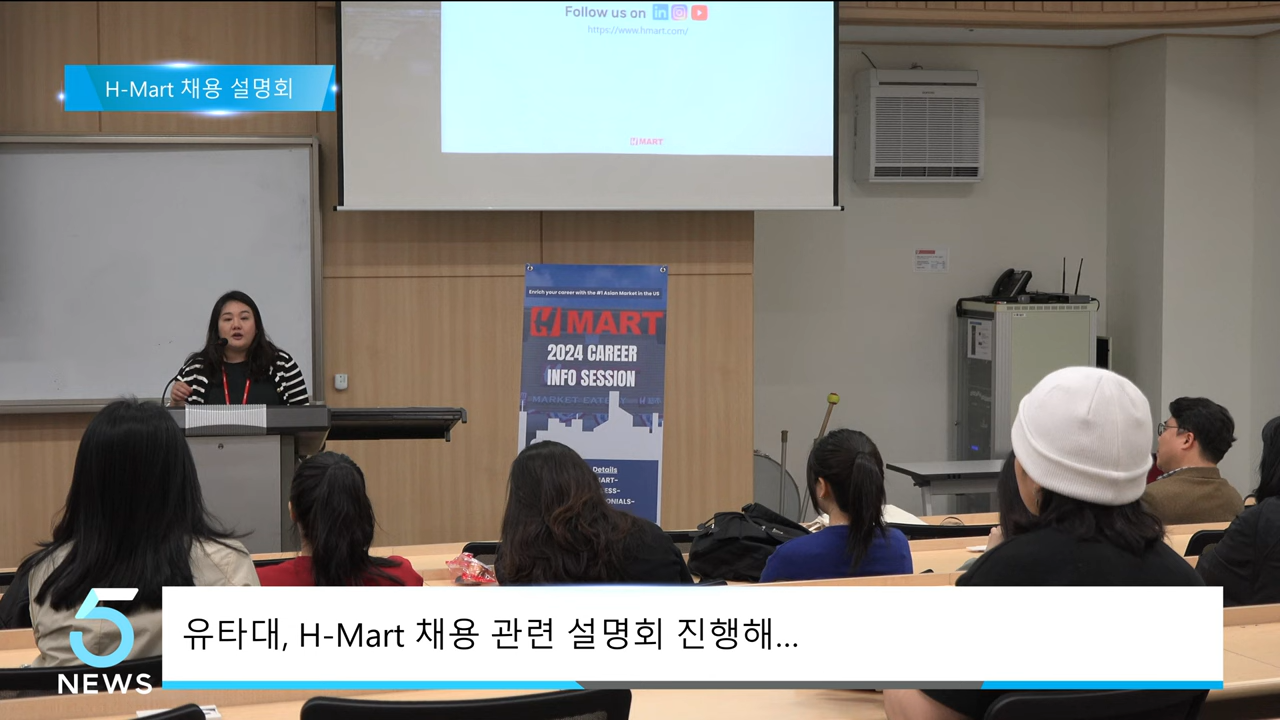 Follow us on
https://www.hmart.com/
H MART
H-Mart 채용 설명회
Enrich your career with the #1 Asian Market in the US
H MART
2024 CAREER
INFO SESSION
Details
5
NEWS
유타대, H-Mart 채용 관련 설명회 진행해...